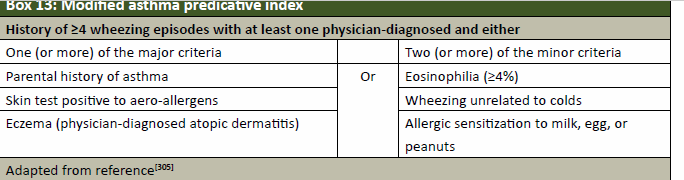 Box 13: Modified asthma predicative index
History of ≥4 wheezing episodes with at least one physician-diagnosed and either
One (or more) of the major criteria
Two (or more) of the minor criteria
Parental history of asthma
Or
Eosinophilia (≥4%)
Skin test positive to aero-allergens
Wheezing unrelated to colds
Eczema (physician-diagnosed atopic dermatitis)
Allergic sensitization to milk, egg, or
peanuts
Adapted from reference[305]